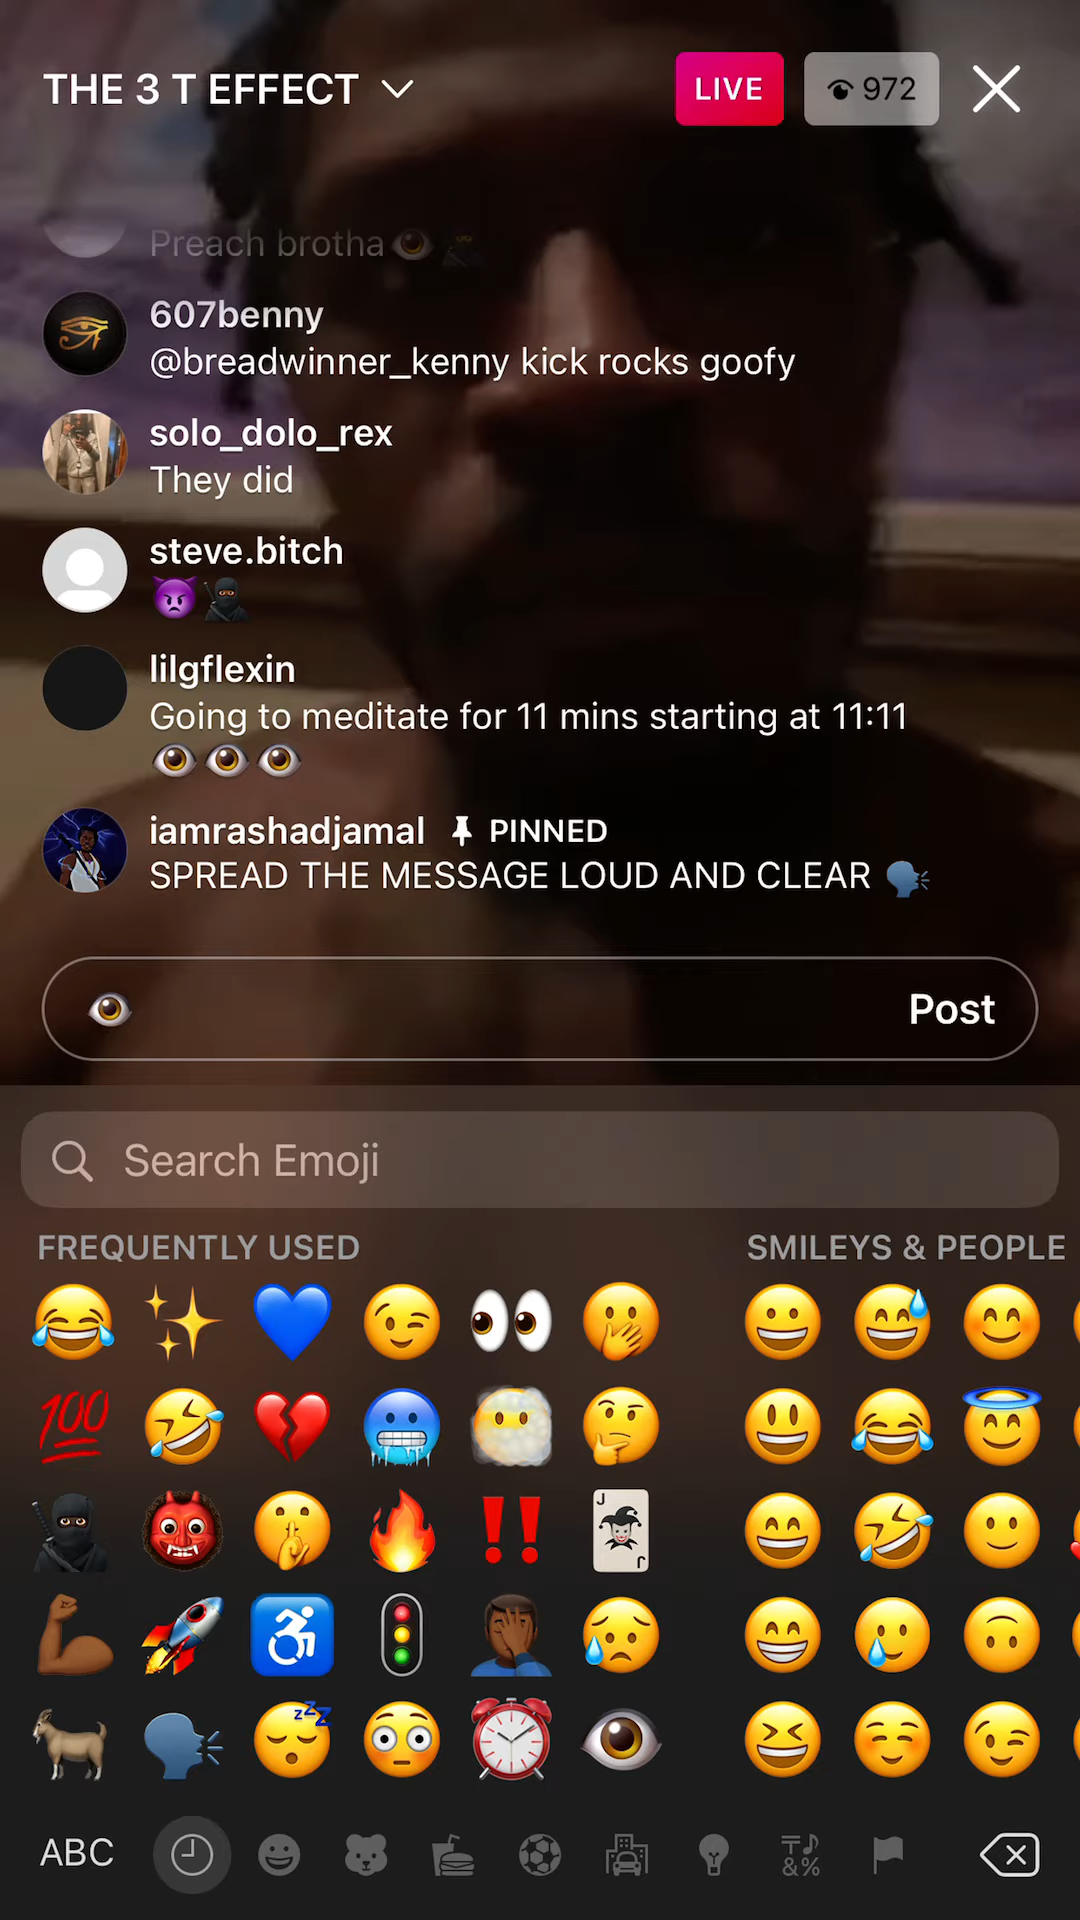 THE 3 T EFFECT
LIVE
972
Preach brotha👁️🥷🏿
607benny
@breadwinner_kenny kick rocks goofy
solo_dolo_rex
They did
steve.bitch
👿🥷🏿
lilgflexin
Going to meditate for 11 mins starting at 11:11
👁️👁️👁️
iamrashadjamal PINNED
SPREAD THE MESSAGE LOUD AND CLEAR 🗣️
👁️ Post
Search Emoji
FREQUENTLY USED
SMILEYS & PEOPLE
ABC